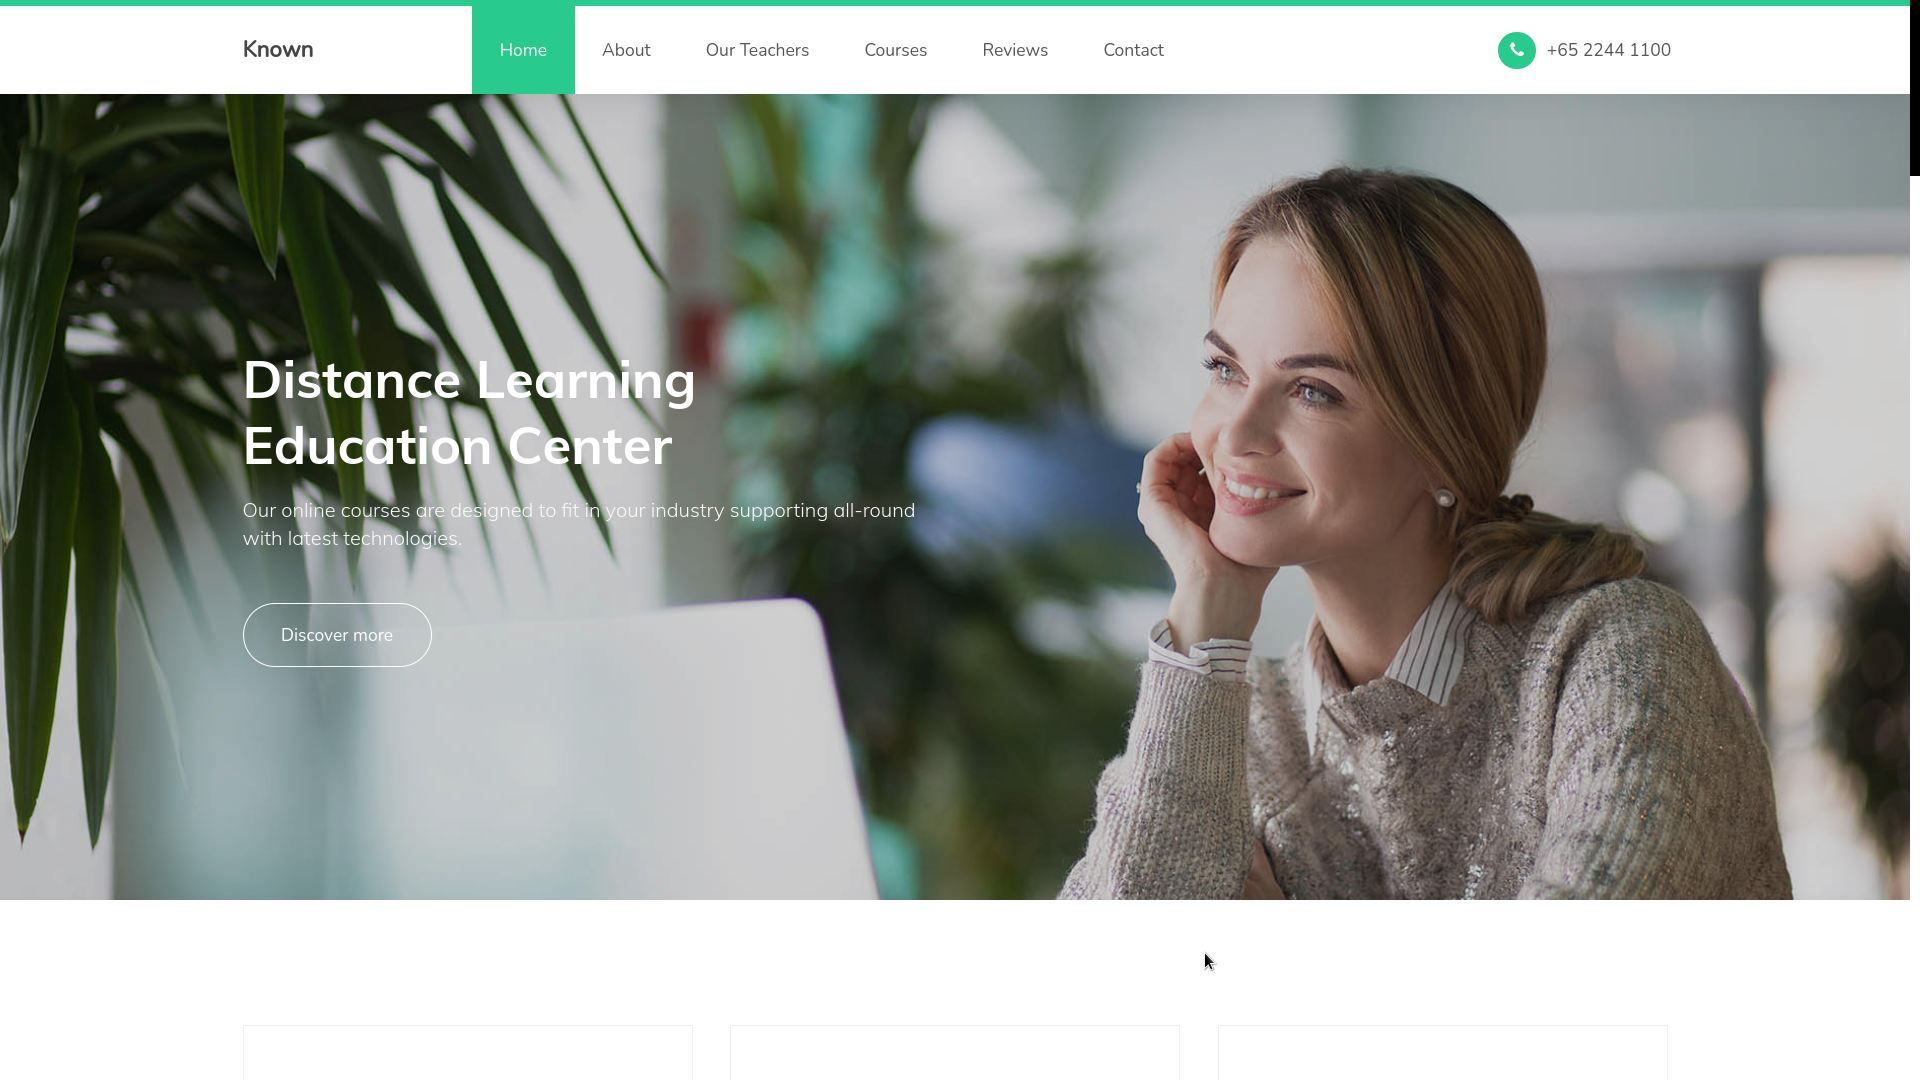 Known
Home
About
Our Teachers
Courses
Reviews
Contact
+65 2244 1100
Distance Learning
Education Center
Our online courses are designed to fit in your industry supporting all-round
with latest technologies.
Discover more